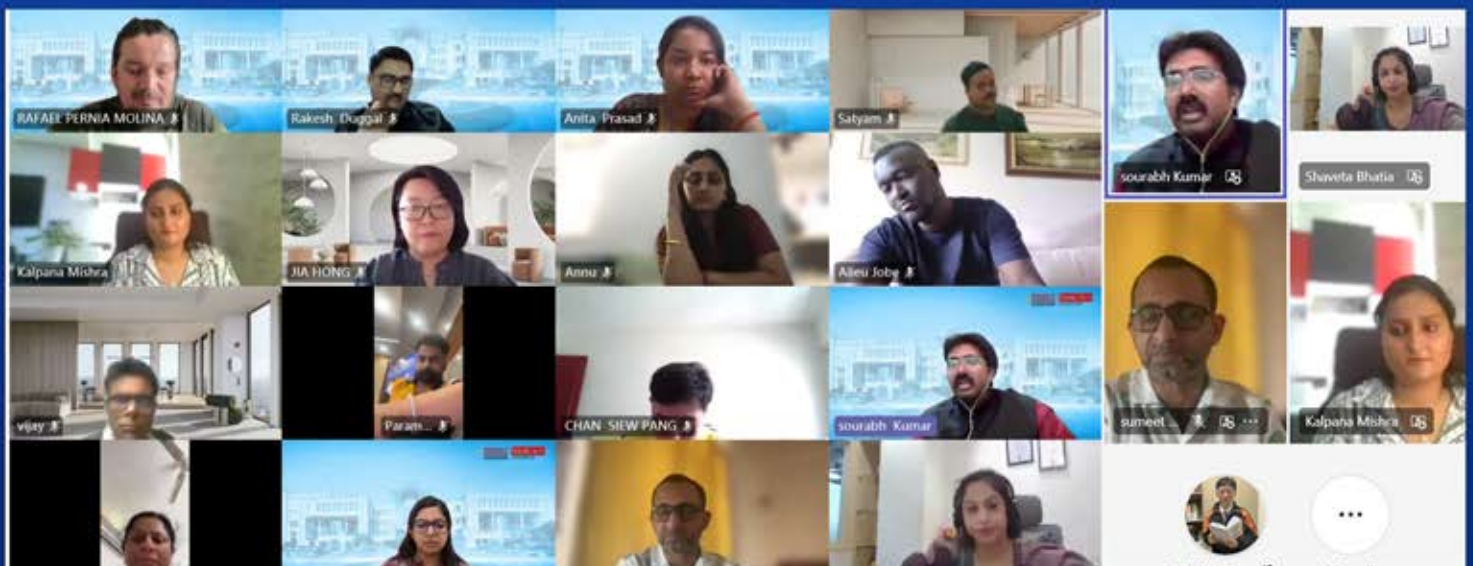 RAFAEL PERNIA MOLINA
Rakesh Duggal
Anita Prasad
Satyam
sourabh Kumar
Shaveta Bhatia
Kalpana Mishra
JIA HONG
Annu
Alieu Jobe
vijay
Param...
CHAN SIEW PANG
sourabh Kumar
sumeet ...
Kalpana Mishra